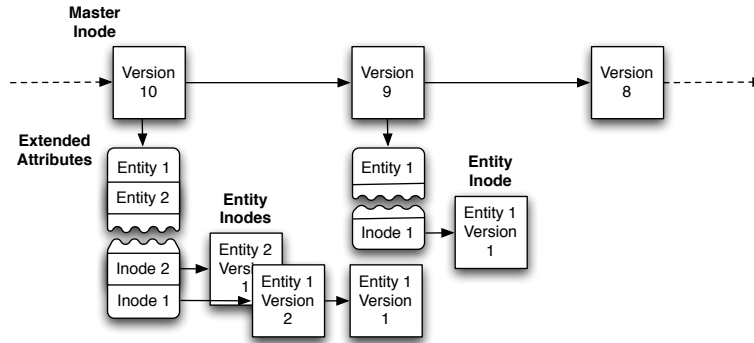 Master
Inode
Version
10
Version
9
Version
8
Extended
Attributes
Entity 1
Entity 2
Inode 2
Inode 1
Entity
Inodes
Entity 2
Version
1
Entity 1
Version
2
Entity 1
Version
1
Entity 1
Inode 1
Entity
Inode
Entity 1
Version
1